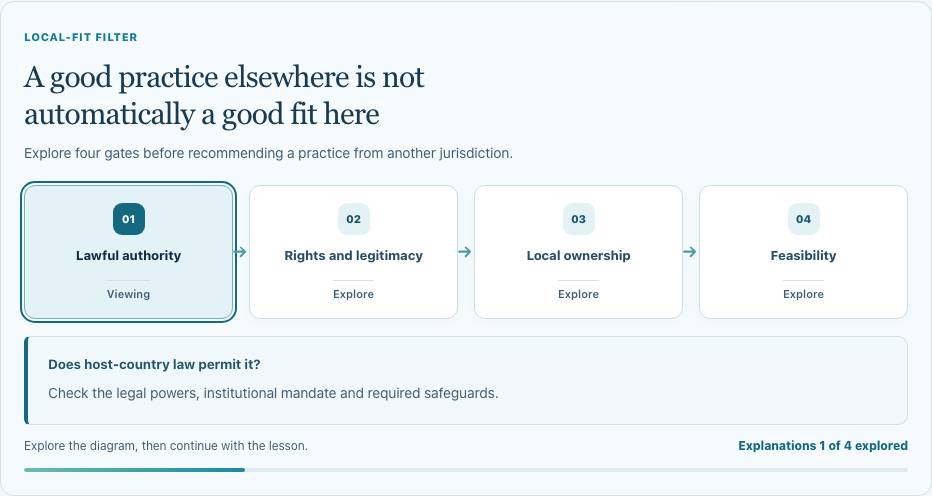 LOCAL-FIT FILTER
A good practice elsewhere is not
automatically a good fit here
Explore four gates before recommending a practice from another jurisdiction.
01
Lawful authority
Viewing
→
02
Rights and legitimacy
Explore
→
03
Local ownership
Explore
→
04
Feasibility
Explore
Does host-country law permit it?
Check the legal powers, institutional mandate and required safeguards.
Explore the diagram, then continue with the lesson.
Explanations 1 of 4 explored